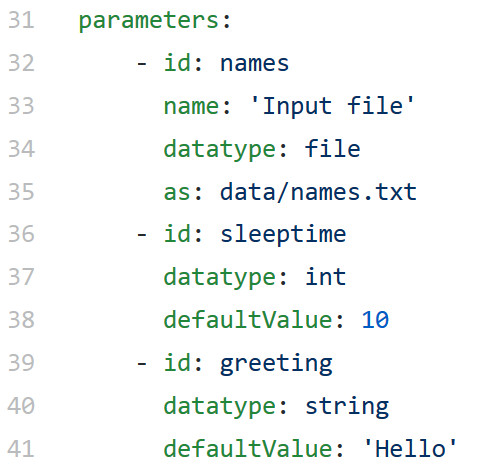 31 parameters:
32 - id: names
33 name: 'Input file'
34 datatype: file
35 as: data/names.txt
36 - id: sleeptime
37 datatype: int
38 defaultValue: 10
39 - id: greeting
40 datatype: string
41 defaultValue: 'Hello'